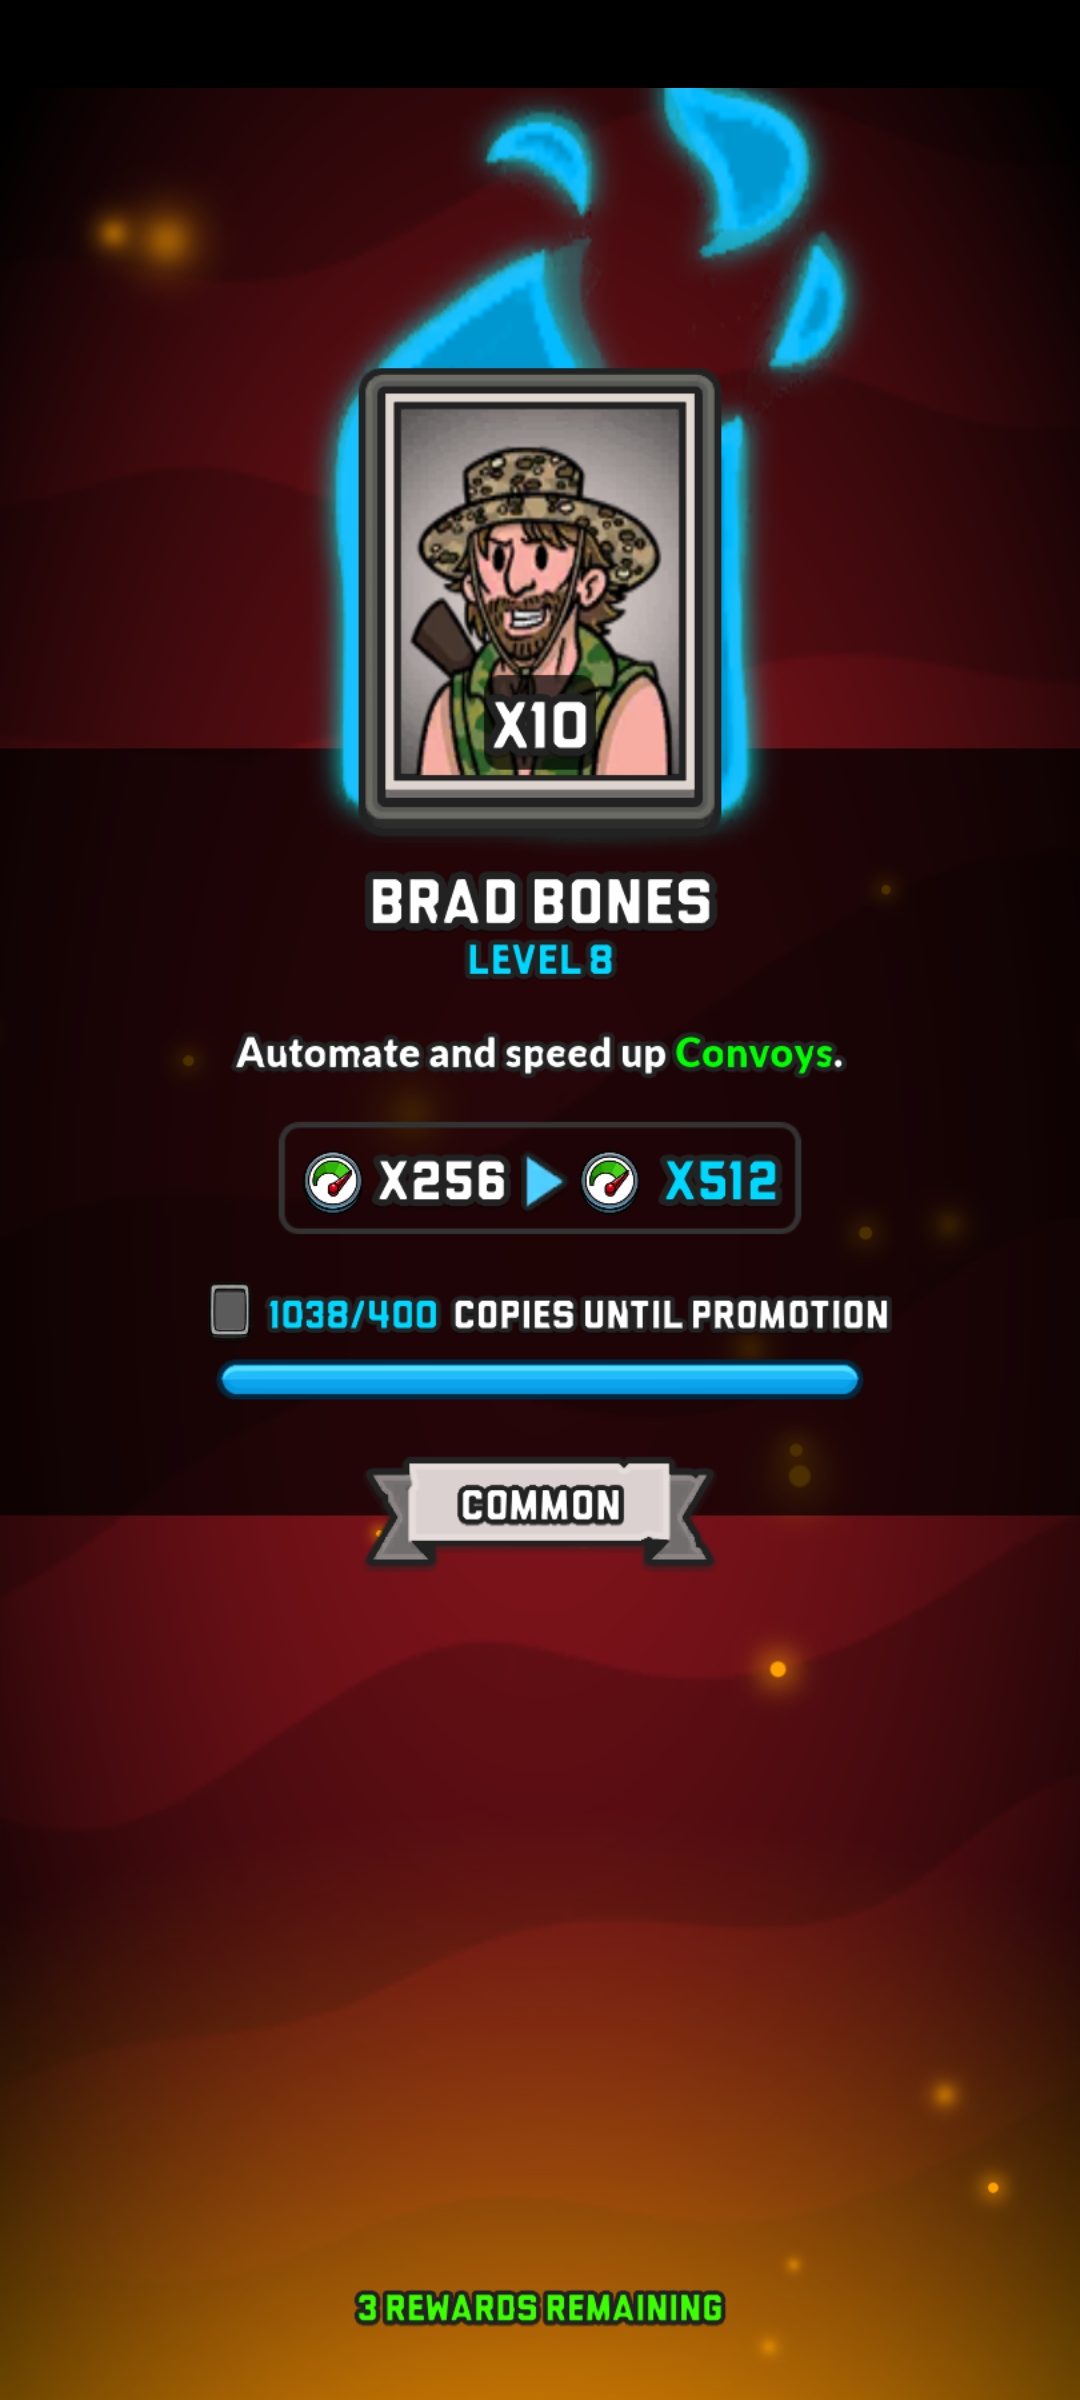 X10
BRAD BONES
LEVEL 8
Automate and speed up Convoys.
X256 X512
1038/400 COPIES UNTIL PROMOTION
COMMON
3 REWARDS REMAINING